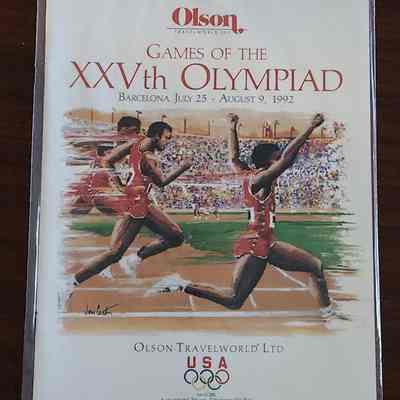 Olson
TRAVELWORLD LTD
GAMES OF THE
XXVth OLYMPIAD
BARCELONA JULY 25 - AUGUST 9, 1992
OLSON TRAVELWORLD LTD
USA